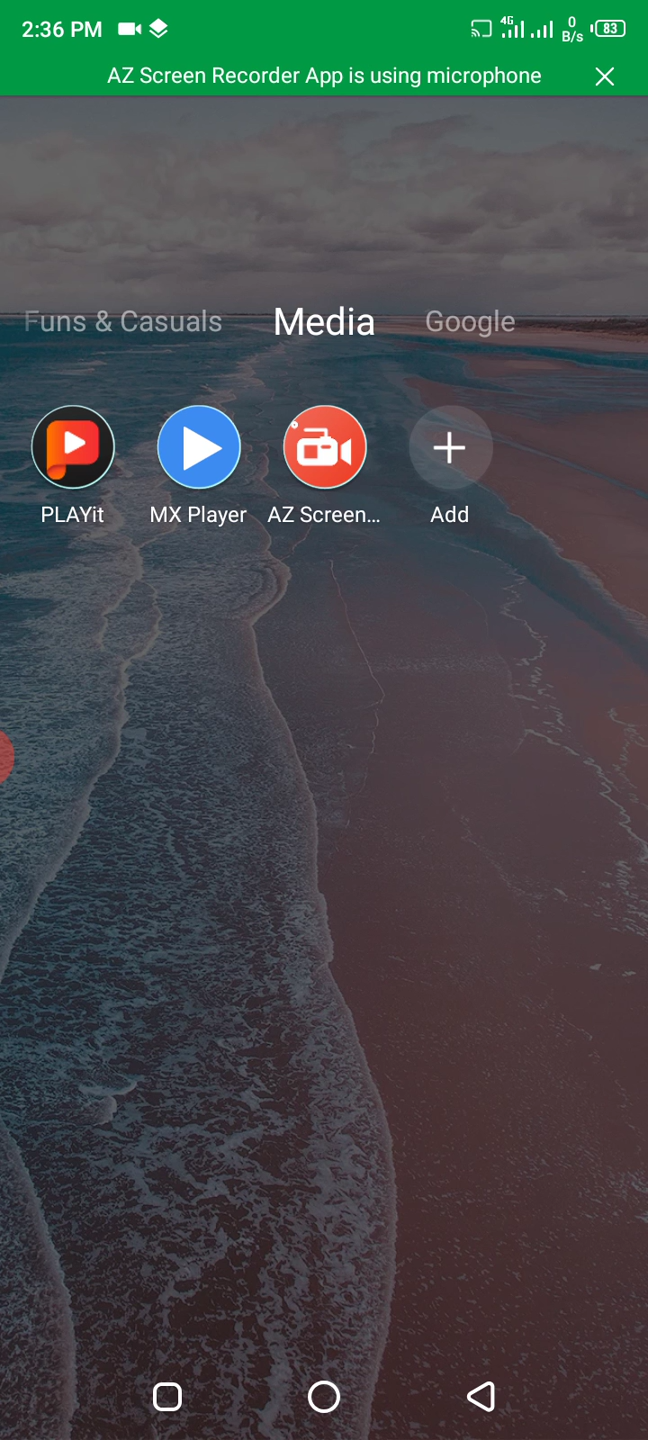 2:36 PM 4G 0 B/s 83
AZ Screen Recorder App is using microphone
Funs & Casuals Media Google
PLAYit MX Player AZ Screen... Add